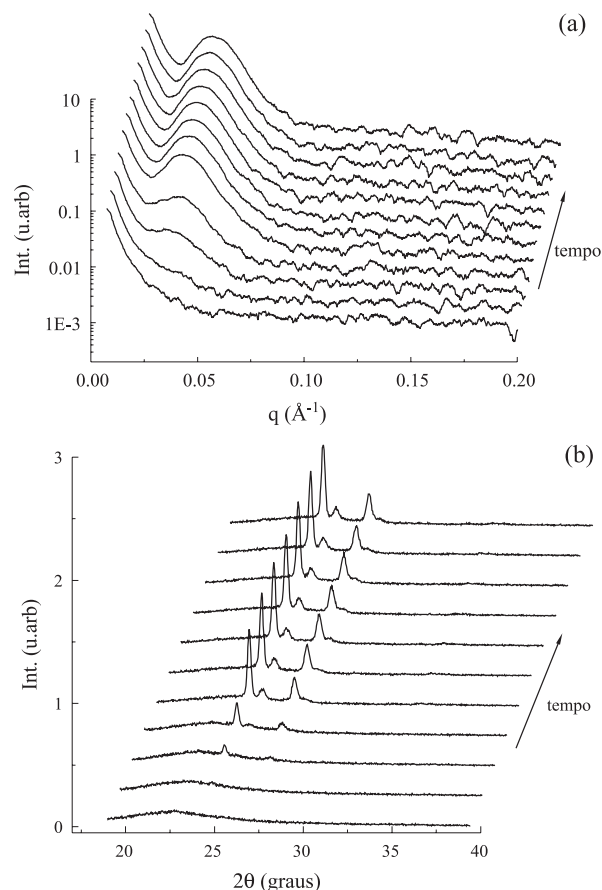 (a)
10
1
0.1
0.01
1E-3
Int. (u.arb)
tempo
0.00
0.05
0.10
0.15
0.20
q (Å⁻¹)
(b)
3
2
1
0
Int. (u.arb)
tempo
20
25
30
35
40
2θ (graus)